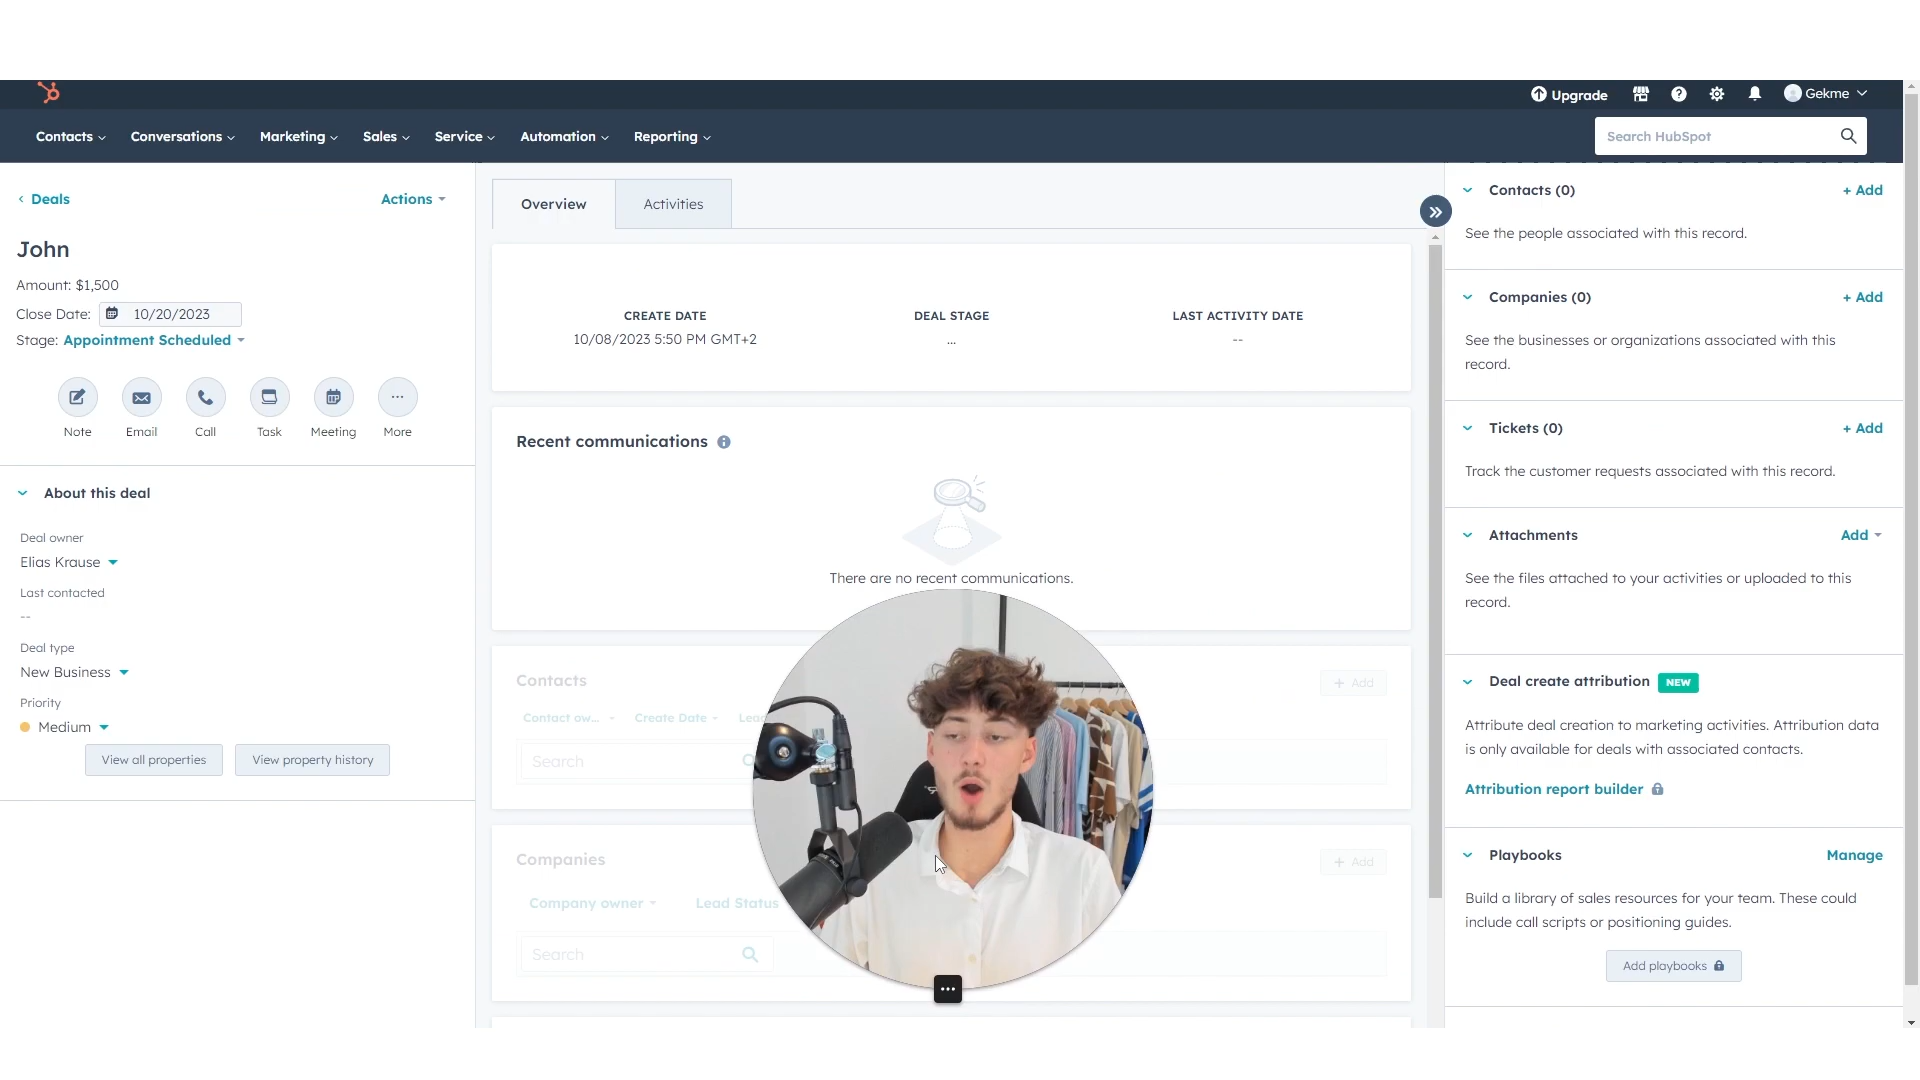 Upgrade
Gekme
Contacts
Conversations
Marketing
Sales
Service
Automation
Reporting
Search HubSpot
Deals
Actions
John
Amount: $1,500
Close Date: 10/20/2023
Stage: Appointment Scheduled
Note
Email
Call
Task
Meeting
More
About this deal
Deal owner
Elias Krause
Last contacted
--
Deal type
New Business
Priority
Medium
View all properties
View property history
Overview
Activities
CREATE DATE
10/08/2023 5:50 PM GMT+2
DEAL STAGE
...
LAST ACTIVITY DATE
--
Recent communications
There are no recent communications.
Contacts
+ Add
Contact ow...
Create Date
Search
Companies
+ Add
Company owner
Lead Status
Search
Contacts (0)
+ Add
See the people associated with this record.
Companies (0)
+ Add
See the businesses or organizations associated with this
record.
Tickets (0)
+ Add
Track the customer requests associated with this record.
Attachments
Add
See the files attached to your activities or uploaded to this
record.
Deal create attribution NEW
Attribute deal creation to marketing activities. Attribution data
is only available for deals with associated contacts.
Attribution report builder
Playbooks
Manage
Build a library of sales resources for your team. These could
include call scripts or positioning guides.
Add playbooks